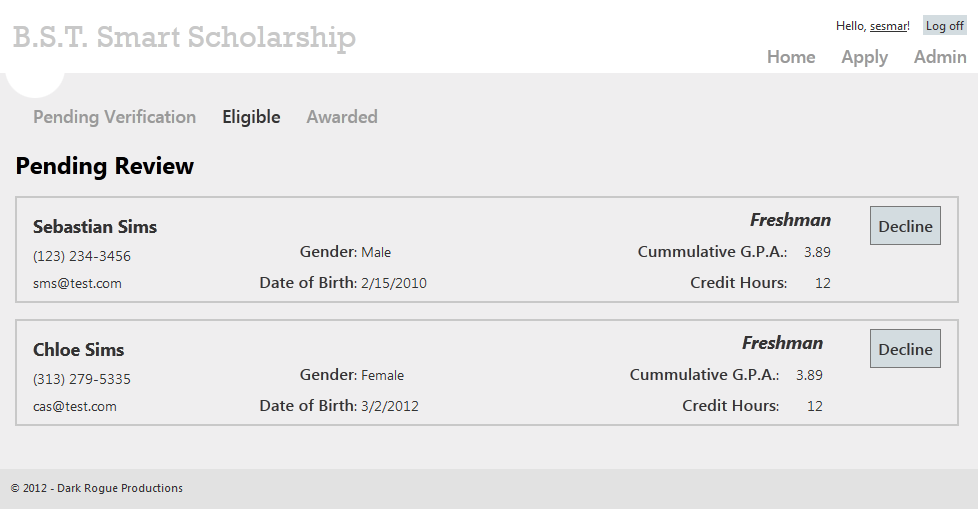 B.S.T. Smart Scholarship
Hello, sesmar! Log off
Home Apply Admin
Pending Verification Eligible Awarded
Pending Review
Sebastian Sims
(123) 234-3456
sms@test.com
Gender: Male
Date of Birth: 2/15/2010
Freshman
Cummulative G.P.A.: 3.89
Credit Hours: 12
Decline
Chloe Sims
(313) 279-5335
cas@test.com
Gender: Female
Date of Birth: 3/2/2012
Freshman
Cummulative G.P.A.: 3.89
Credit Hours: 12
Decline
© 2012 - Dark Rogue Productions